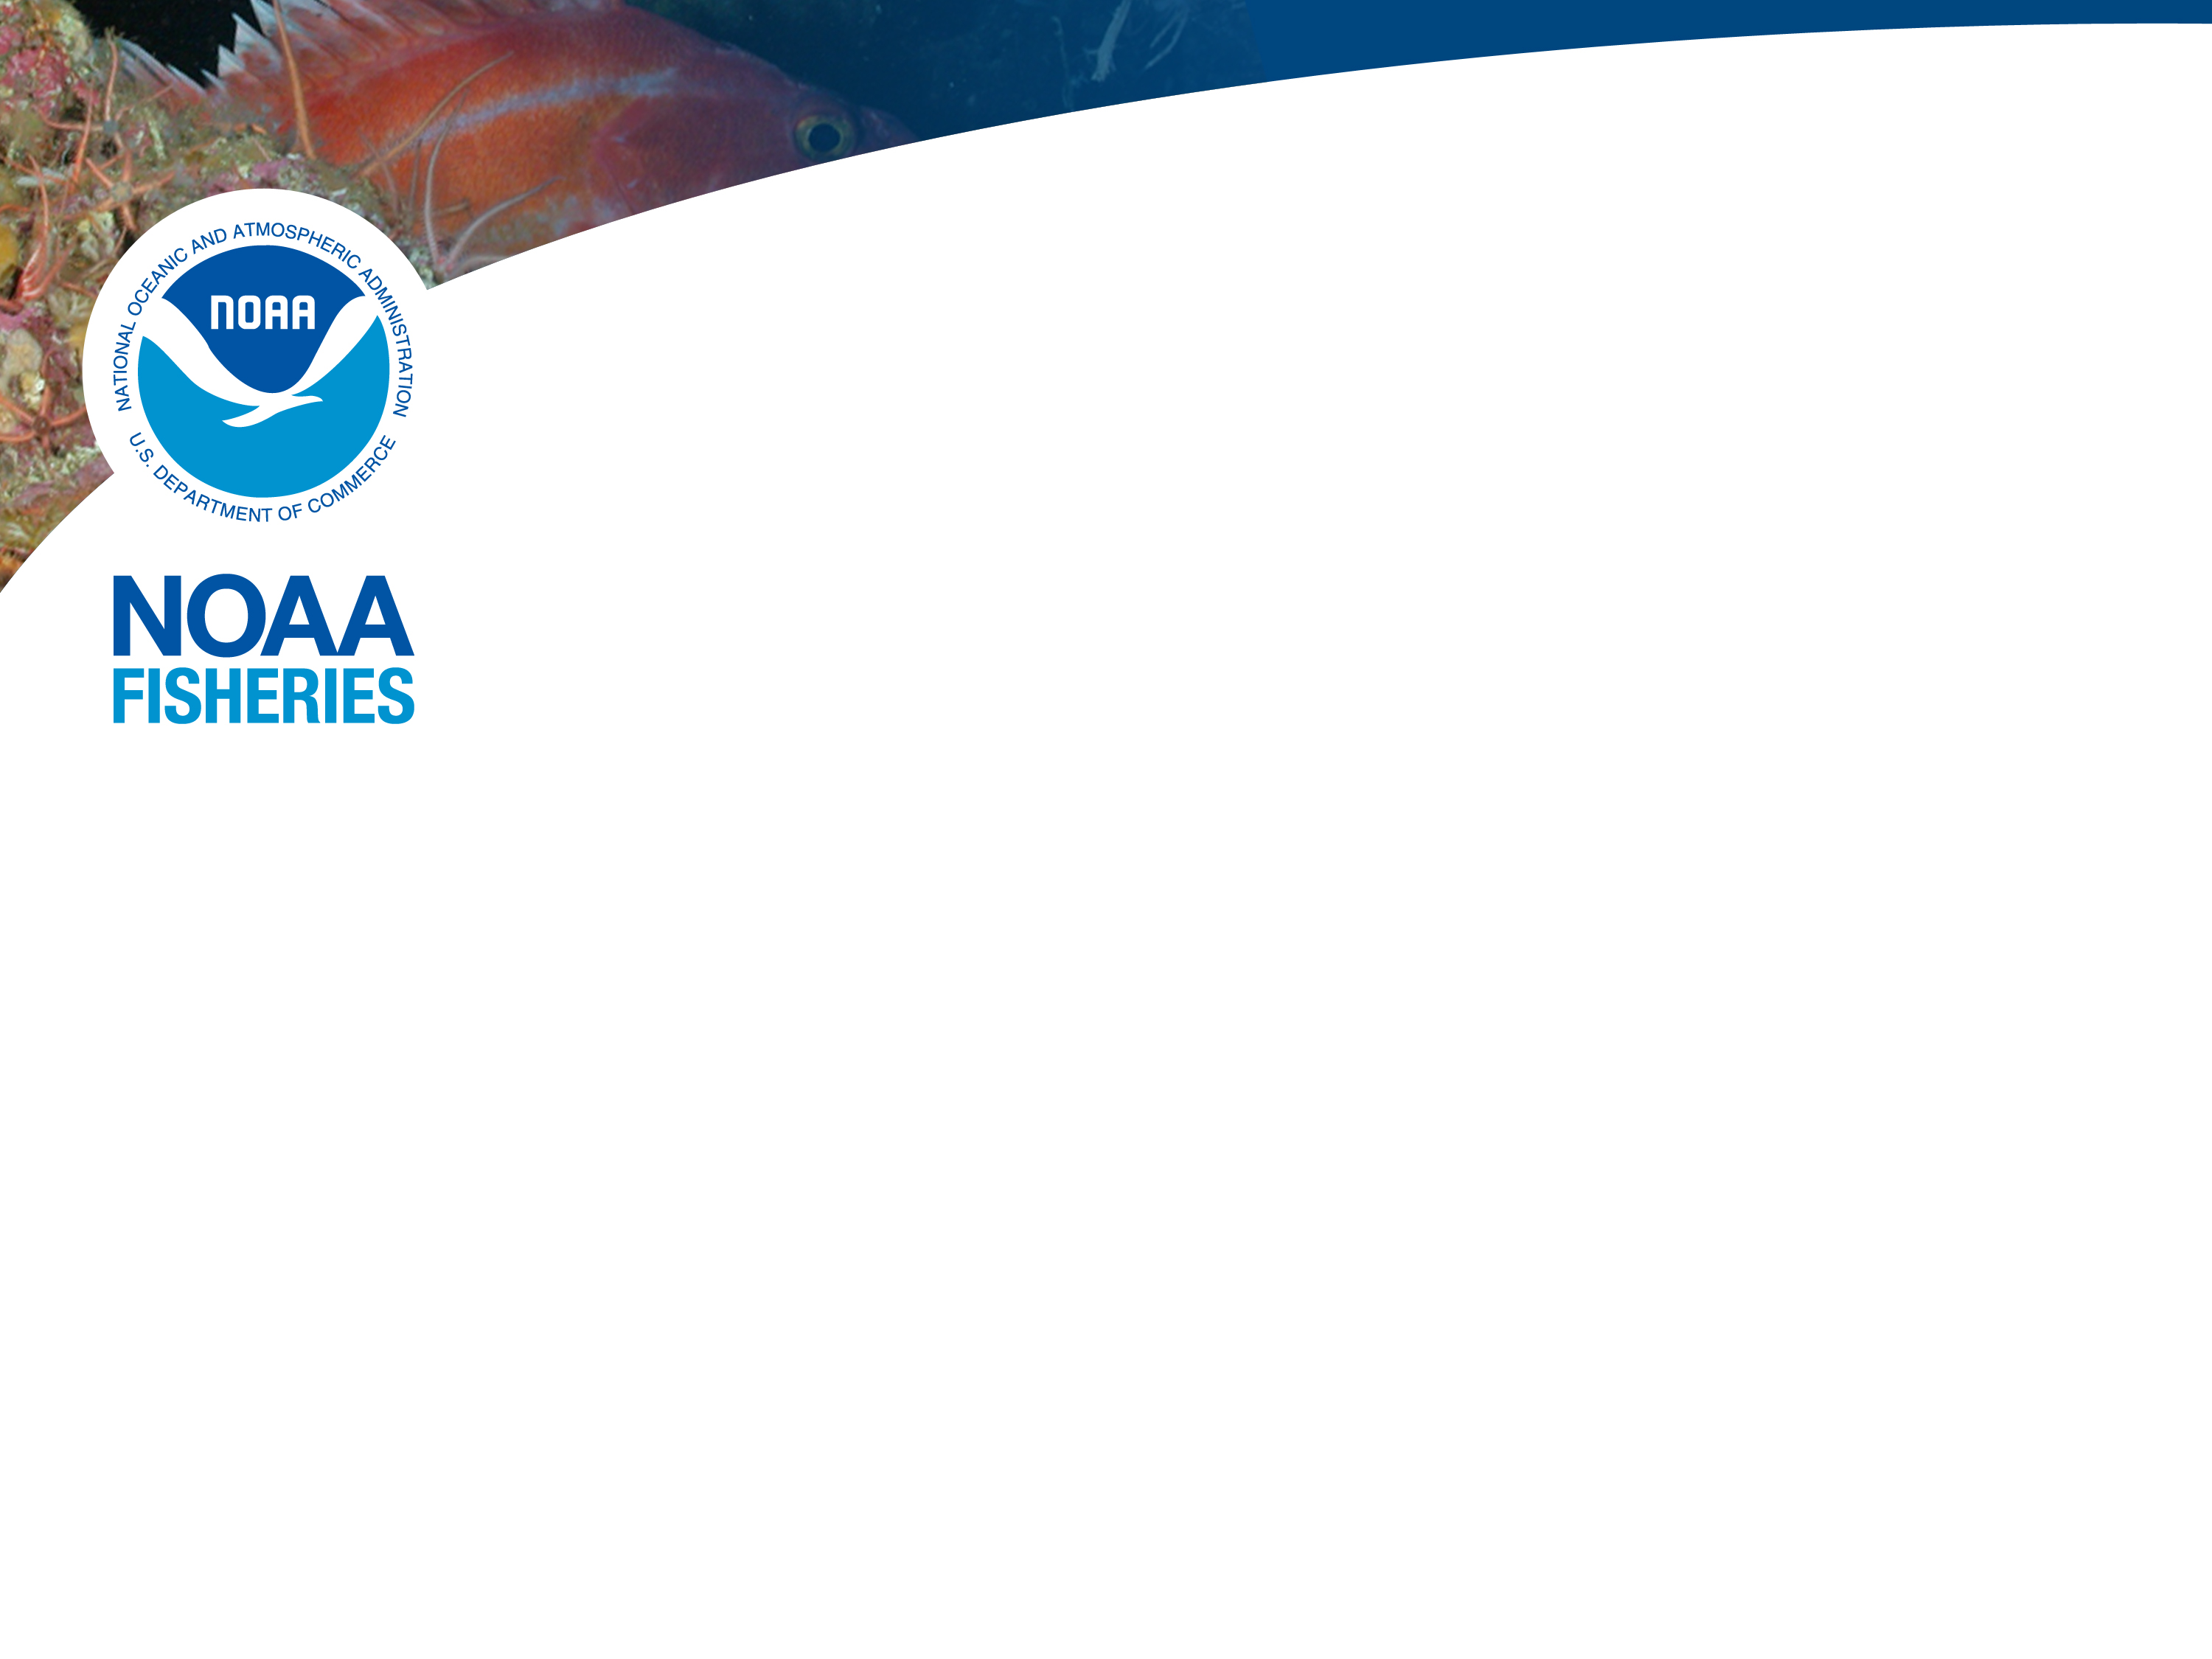 NATIONAL OCEANIC AND ATMOSPHERIC ADMINISTRATION
NOAA
U.S. DEPARTMENT OF COMMERCE
NOAA
FISHERIES